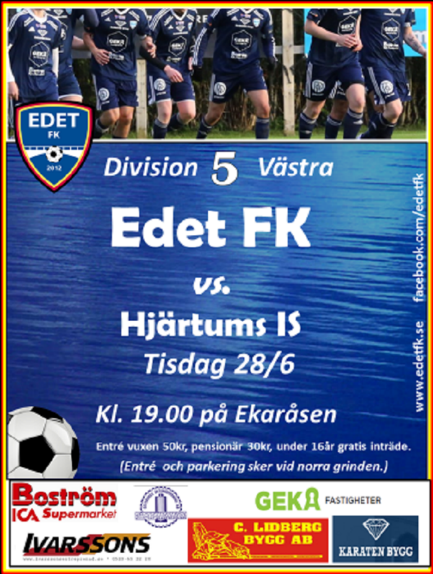 EDET
FK
2012
Division 5 Västra
Edet FK
vs.
Hjärtums IS
Tisdag 28/6
Kl. 19.00 på Ekaråsen
Entré vuxen 50kr, pensionär 30kr, under 16år gratis inträde.
(Entré och parkering sker vid norra grinden.)
www.edetfk.se facebook.com/edetfk
Boström
ICA Supermarket
GEKÅ FASTIGHETER
IVARSSONS
C. LIDBERG
BYGG AB
KARATEN BYGG